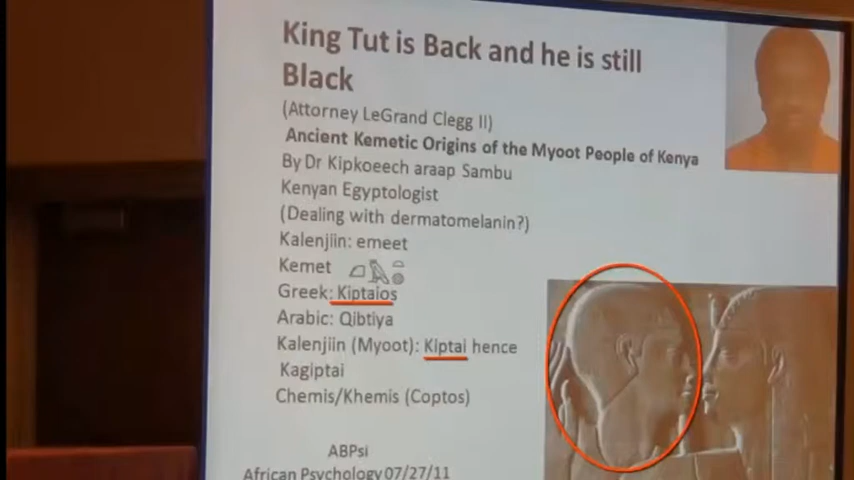 King Tut is Back and he is still
Black
(Attorney LeGrand Clegg II)
Ancient Kemetic Origins of the Myoot People of Kenya
By Dr Kipkoeech araap Sambu
Kenyan Egyptologist
(Dealing with dermatomelanin?)
Kalenjiin: emeet
Kemet
Greek: Kiptaios
Arabic: Qibtiya
Kalenjiin (Myoot): Kiptai hence
Kagiptai
Chemis/Khemis (Coptos)
ABPsi
African Psychology 07/27/11